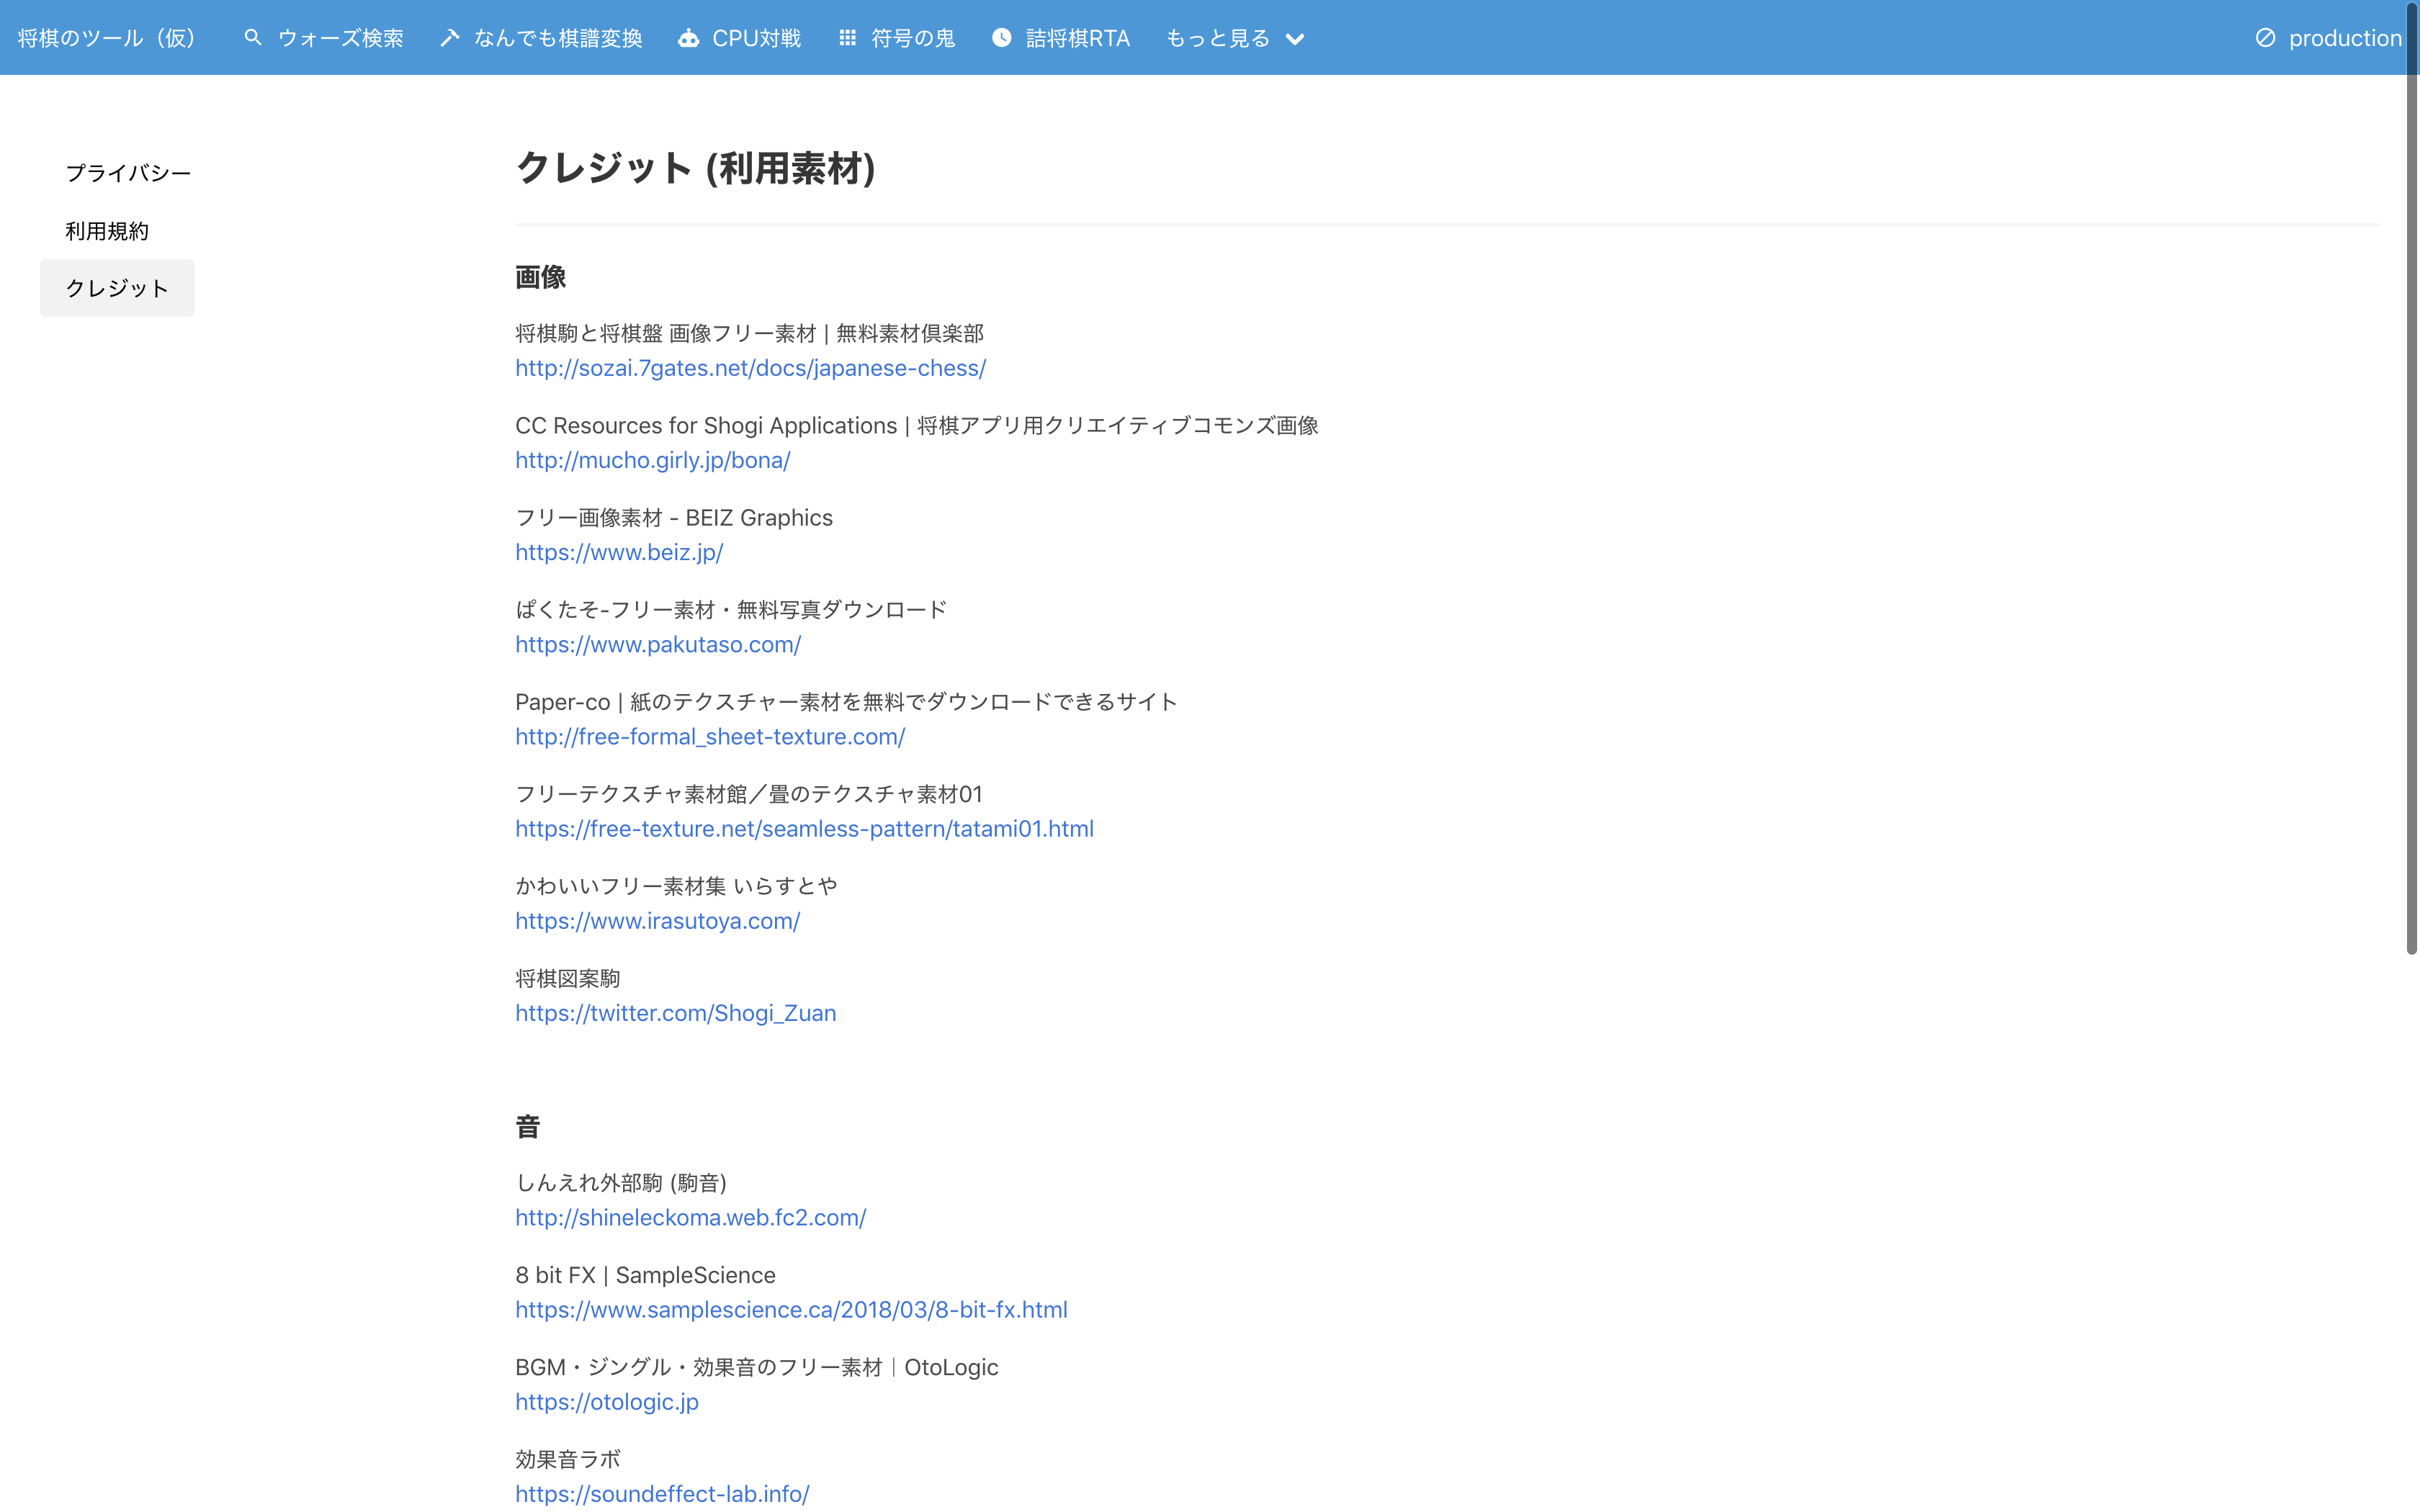 将棋のツール（仮） ウォーズ検索 なんでも棋譜変換 CPU対戦 符号の鬼 詰将棋RTA もっと見る production
プライバシー
利用規約
クレジット
クレジット (利用素材)
画像
将棋駒と将棋盤 画像フリー素材 | 無料素材倶楽部
http://sozai.7gates.net/docs/japanese-chess/
CC Resources for Shogi Applications | 将棋アプリ用クリエイティブコモンズ画像
http://mucho.girly.jp/bona/
フリー画像素材 - BEIZ Graphics
https://www.beiz.jp/
ぱくたそ-フリー素材・無料写真ダウンロード
https://www.pakutaso.com/
Paper-co | 紙のテクスチャー素材を無料でダウンロードできるサイト
http://free-formal_sheet-texture.com/
フリーテクスチャ素材館／畳のテクスチャ素材01
https://free-texture.net/seamless-pattern/tatami01.html
かわいいフリー素材集 いらすとや
https://www.irasutoya.com/
将棋図案駒
https://twitter.com/Shogi_Zuan
音
しんえれ外部駒 (駒音)
http://shineleckoma.web.fc2.com/
8 bit FX | SampleScience
https://www.samplescience.ca/2018/03/8-bit-fx.html
BGM・ジングル・効果音のフリー素材｜OtoLogic
https://otologic.jp
効果音ラボ
https://soundeffect-lab.info/